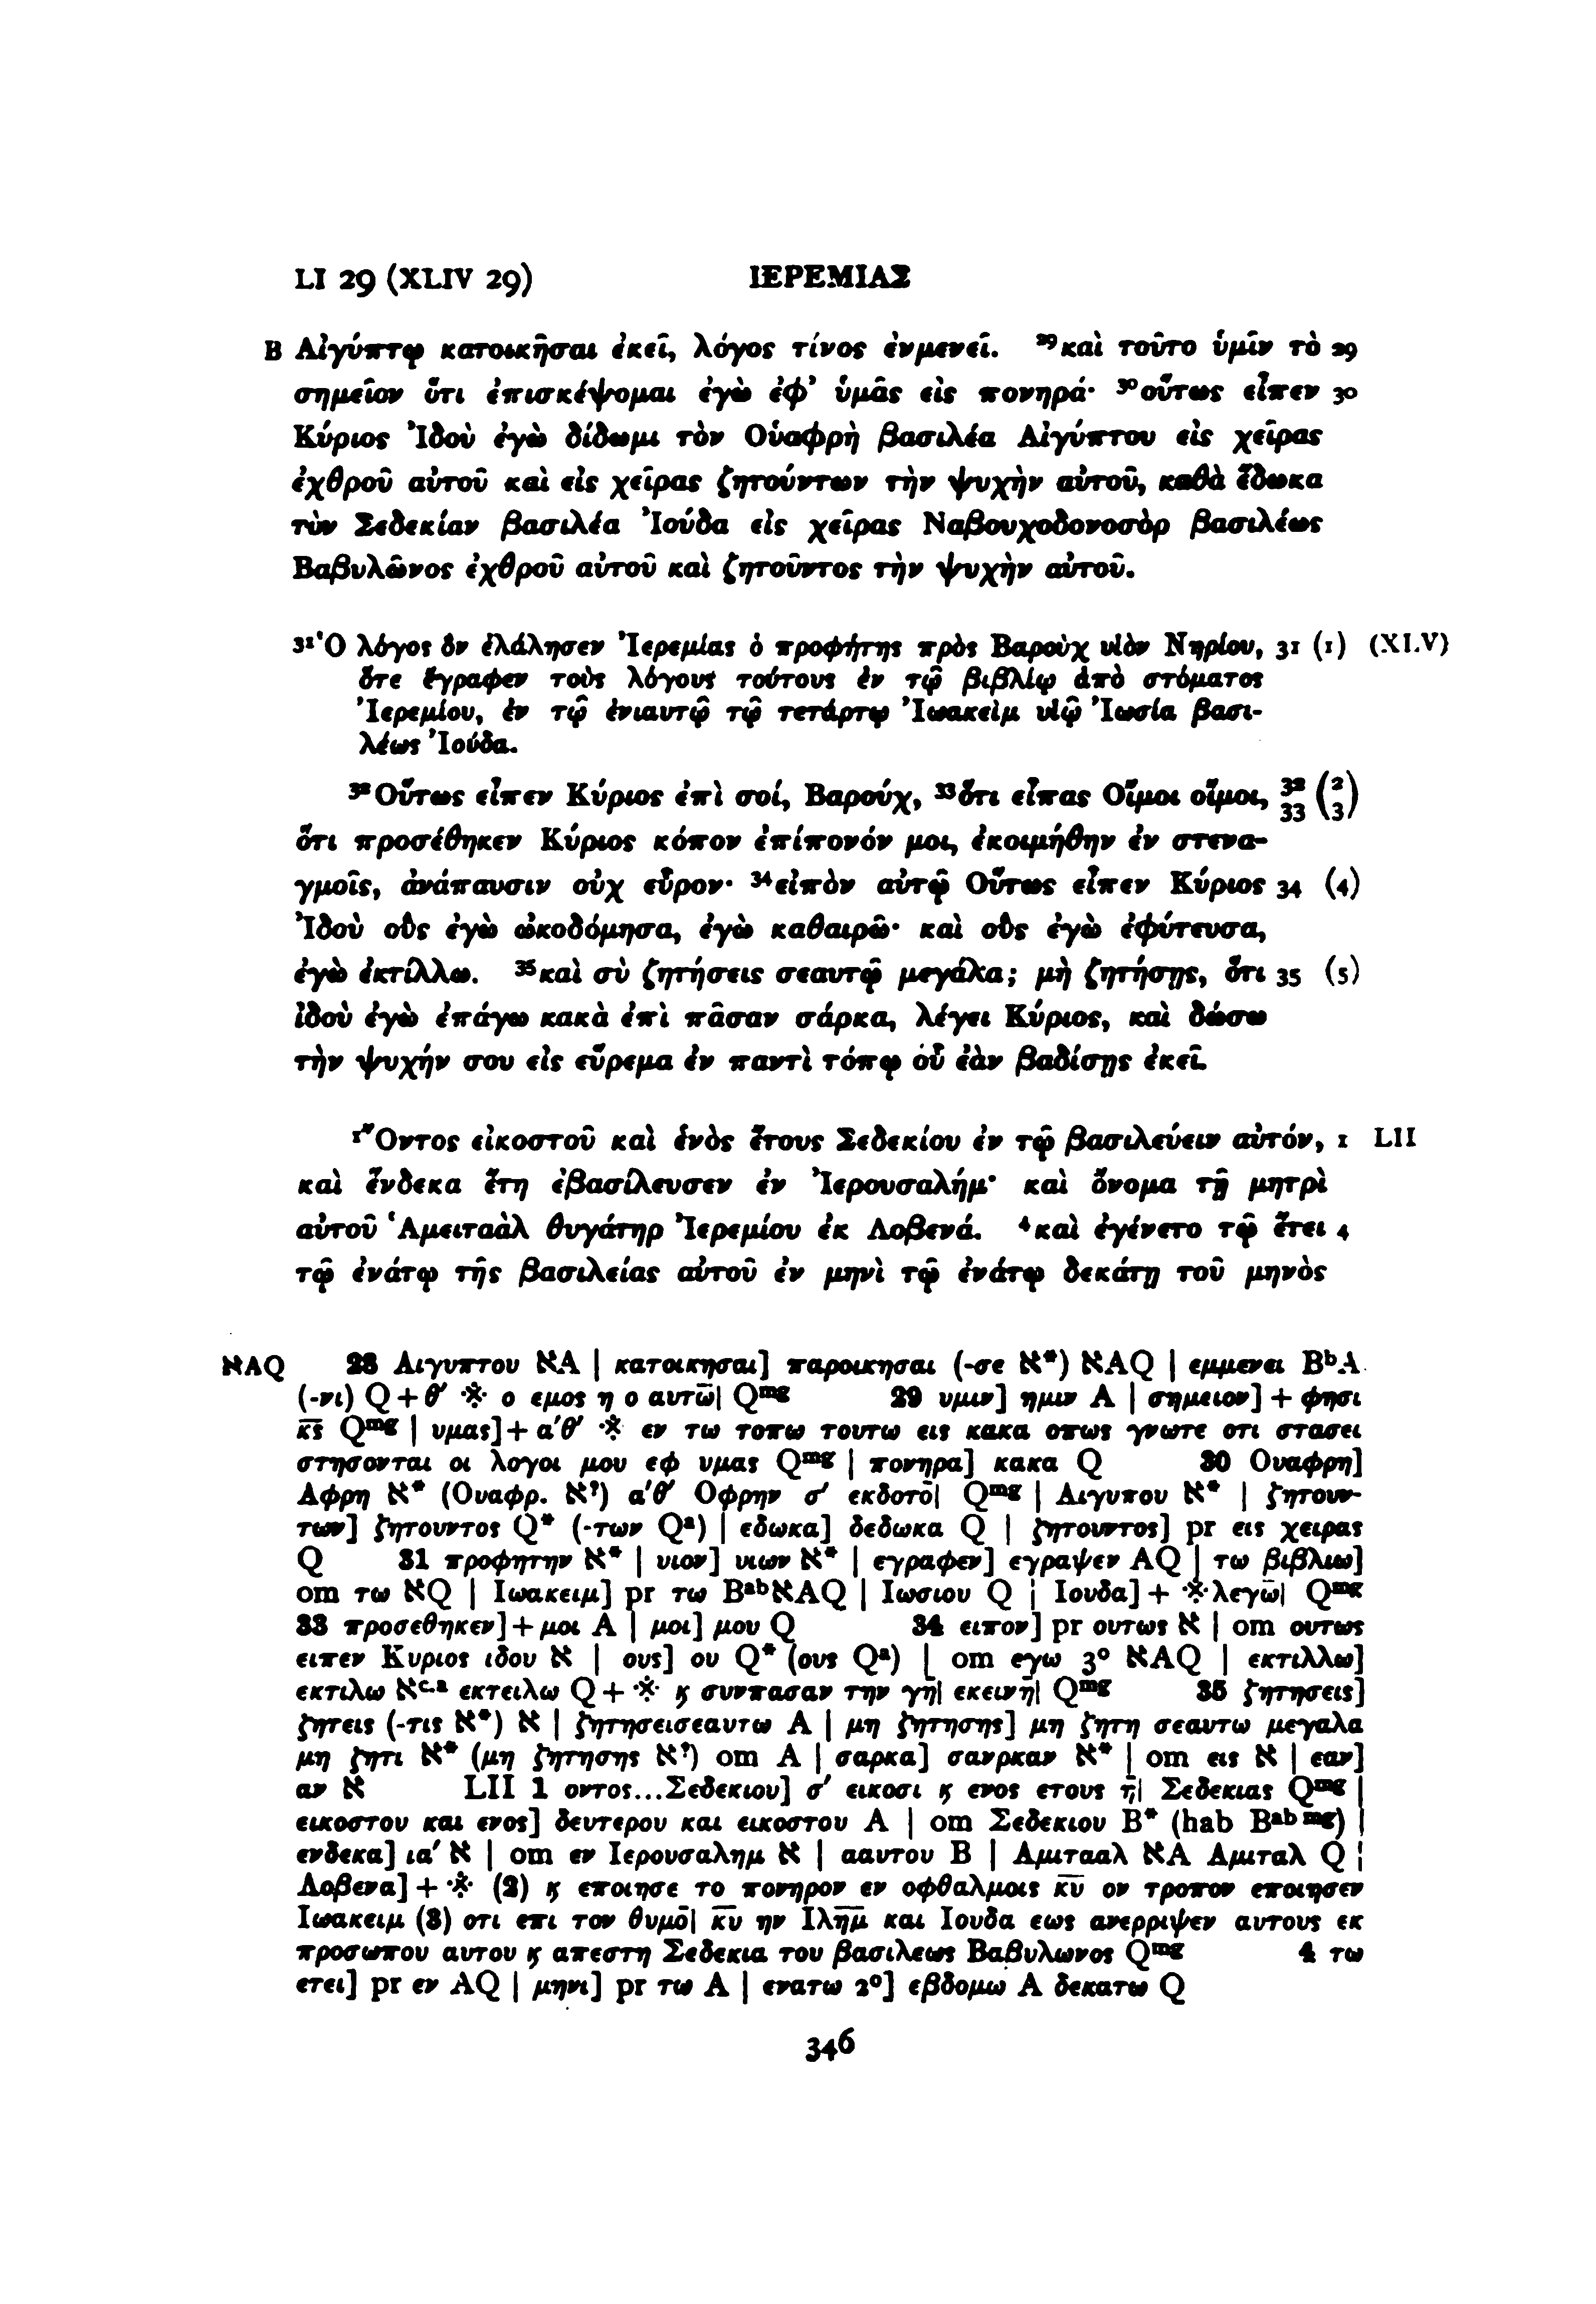 LI 29 (XLIV 29) ΙΕΡΕΜΙΑΣ
B Αἰγύπτῳ κατοικῆσαι ἐκεῖ, λόγος τίνος ἐνμενεῖ. ²⁹καὶ τοῦτο ὑμῖν τὸ 29
σημεῖον ὅτι ἐπισκέψομαι ἐγὼ ἐφ’ ὑμᾶς εἰς πονηρά· ³⁰οὕτως εἶπεν 30
Κύριος Ἰδοὺ ἐγὼ δίδωμι τὸν Οὐαφρὴ βασιλέα Αἰγύπτου εἰς χεῖρας
ἐχθροῦ αὐτοῦ καὶ εἰς χεῖρας ζητούντων τὴν ψυχὴν αὐτοῦ, καθὰ ἔδωκα
τὸν Σεδεκίαν βασιλέα Ἰούδα εἰς χεῖρας Ναβουχοδονοσὸρ βασιλέως
Βαβυλῶνος ἐχθροῦ αὐτοῦ καὶ ζητοῦντος τὴν ψυχὴν αὐτοῦ.
³¹Ὁ λόγος ὃν ἐλάλησεν Ἰερεμίας ὁ προφήτης πρὸς Βαροὺχ υἱὸν Νηρίου, 31 (1) (XLV)
ὅτε ἔγραφεν τοὺς λόγους τούτους ἐν τῷ βιβλίῳ ἀπὸ στόματος
Ἰερεμίου, ἐν τῷ ἐνιαυτῷ τῷ τετάρτῳ Ἰωακεὶμ υἱῷ Ἰωσία βασι-
λέως Ἰούδα.
³²Οὕτως εἶπεν Κύριος ἐπὶ σοί, Βαρούχ, ³³ὅτι εἶπας Οἴμοι οἴμοι, 32 33 (2 3)
ὅτι προσέθηκεν Κύριος κόπον ἐπίπονόν μοι, ἐκοιμήθην ἐν στενα-
γμοῖς, ἀνάπαυσιν οὐχ εὗρον· ³⁴εἰπὸν αὐτῷ Οὕτως εἶπεν Κύριος 34 (4)
Ἰδοὺ οὓς ἐγὼ ᾠκοδόμησα, ἐγὼ καθαιρῶ· καὶ οὓς ἐγὼ ἐφύτευσα,
ἐγὼ ἐκτίλλω. ³⁵καὶ σὺ ζητήσεις σεαυτῷ μεγάλα; μὴ ζητήσῃς, ὅτι 35 (5)
ἰδοὺ ἐγὼ ἐπάγω κακὰ ἐπὶ πᾶσαν σάρκα, λέγει Κύριος, καὶ δώσω
τὴν ψυχήν σου εἰς εὕρεμα ἐν παντὶ τόπῳ οὗ ἐὰν βαδίσῃς ἐκεῖ.
¹Ὄντος εἰκοστοῦ καὶ ἑνὸς ἔτους Σεδεκίου ἐν τῷ βασιλεύειν αὐτόν, 1 LII
καὶ ἕνδεκα ἔτη ἐβασίλευσεν ἐν Ἰερουσαλήμ· καὶ ὄνομα τῇ μητρὶ
αὐτοῦ Ἁμειταὰλ θυγάτηρ Ἰερεμίου ἐκ Λοβενά. ⁴καὶ ἐγένετο τῷ ἔτει 4
τῷ ἐνάτῳ τῆς βασιλείας αὐτοῦ ἐν μηνὶ τῷ ἐνάτῳ δεκάτῃ τοῦ μηνὸς
אAQ 28 Αιγυπτου אA | κατοικησαι] παροικησαι (-σε א*) אAQ | εμμενει BᵇA
(-νι) Q + θ′ ※ ο εμος η ο αυτω̄| Qᵐᵍ 29 υμιν] ημιν A | σημειον] + φησι
κ̅ς̅ Qᵐᵍ | υμας] + α′θ′ ※ εν τω τοπω τουτω εις κακα οπως γνωτε οτι στασει
στησονται οι λογοι μου εφ υμας Qᵐᵍ | πονηρα] κακα Q 30 Ουαφρη]
Αφρη א* (Ουαφρ. א?) α′θ′ Οφρην σ′ εκδοτο̄| Qᵐᵍ | Αιγυπου א* | ζητουν-
των] ζητουντος Q* (-των Qᵃ) | εδωκα] δεδωκα Q | ζητουντος] pr εις χειρας
Q 31 προφητην א* | υιον] υιων א* | εγραφεν] εγραψεν AQ | τω βιβλιω]
om τω אQ | Ιωακειμ] pr τω BᵃᵇאAQ | Ιωσιου Q | Ιουδα] + ※ λεγω̄| Qᵐᵍ
33 προσεθηκεν] + μοι A | μοι] μου Q 34 ειπον] pr ουτως א | om ουτως
ειπεν Κυριος ιδου א | ους] ου Q* (ους Qᵃ) | om εγω 3° אAQ | εκτιλλω]
εκτιλω אᶜ·ᵃ εκτειλω Q + ※ ϗ συνπασαν την γη̄| εκεινη̄| Qᵐᵍ 35 ζητησεις]
ζητεις (-τις א*) א | ζητησεισεαυτω A | μη ζητησης] μη ζητη σεαυτω μεγαλα
μη ζητι א* (μη ζητησης א?) om A | σαρκα] σανρκαν א* | om εις א | εαν]
αν א LII 1 οντος...Σεδεκιου] σ′ εικοσι ϗ ενος ετους η̄| Σεδεκιας Qᵐᵍ |
εικοστου και ενος] δευτερου και εικοστου A | om Σεδεκιου B* (hab Bᵃᵇ ᵐᵍ) |
ενδεκα] ια′ א | om εν Ιερουσαλημ א | ααυτου B | Αμιτααλ אA Αμιταλ Q |
Λοβενα] + ※ (2) ϗ εποιησε το πονηρον εν οφθαλμοις κ̅υ̅ ον τροπον εποιησεν
Ιωακειμ (3) οτι επι τον θυμο̄| κ̅υ̅ ην Ιλ̅η̅μ̅ και Ιουδα εως ανερριψεν αυτους εκ
προσωπου αυτου ϗ απεστη Σεδεκια του βασιλεως Βαβυλωνος Qᵐᵍ 4 τω
ετει] pr εν AQ | μηνι] pr τω A | ενατω 2°] εβδομω A δεκατω Q
346